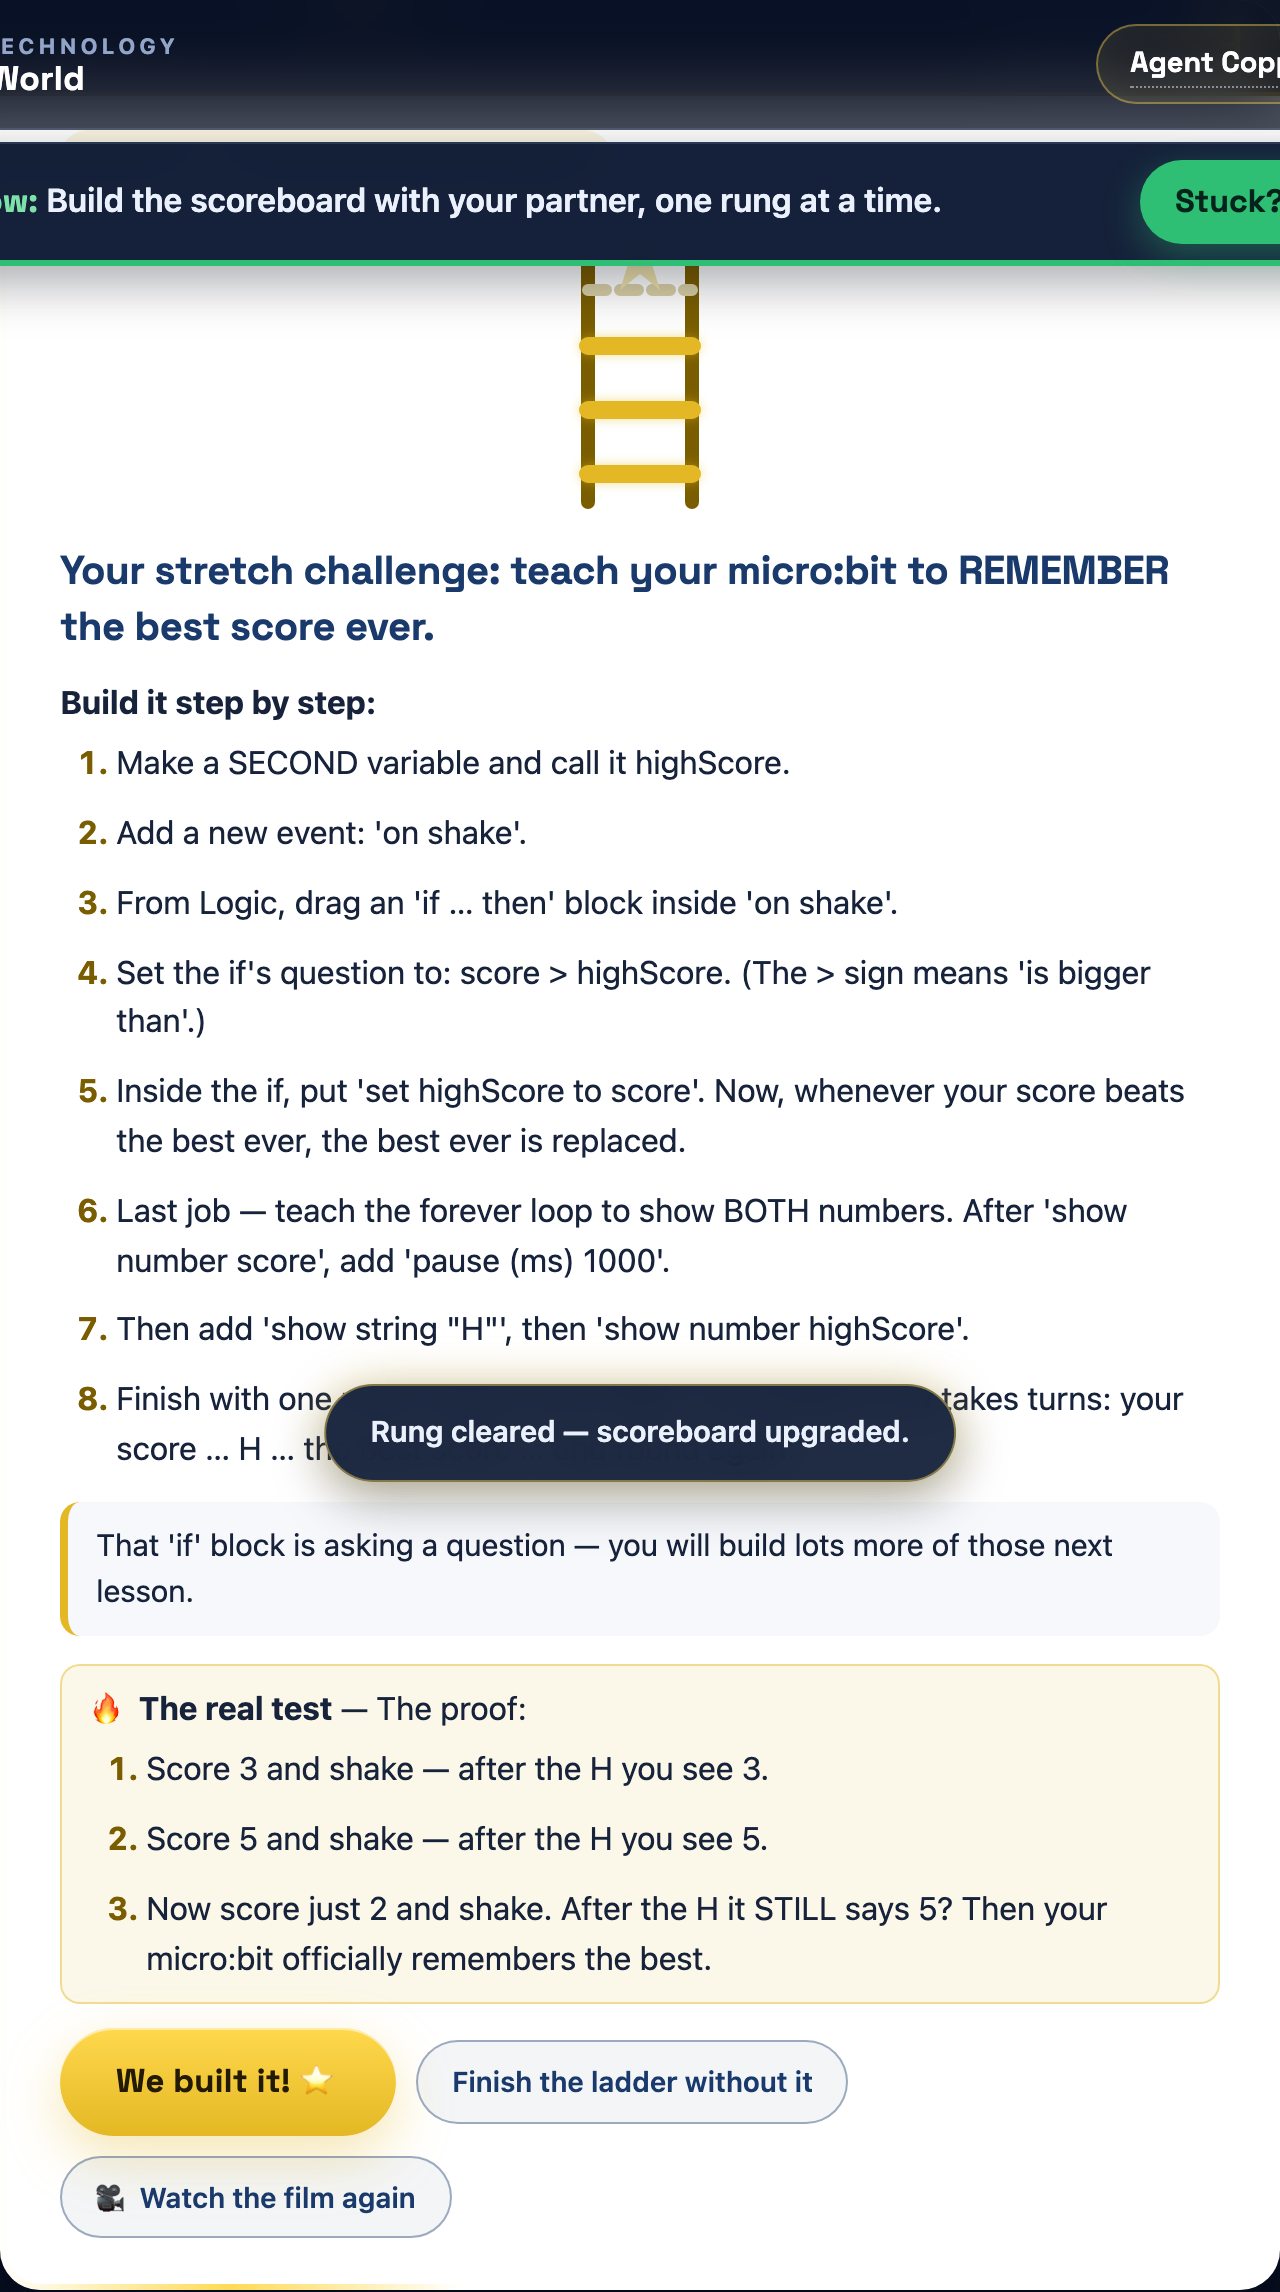 ECHNOLOGY
World
Agent Copp
ow: Build the scoreboard with your partner, one rung at a time.
Stuck?
Your stretch challenge: teach your micro:bit to REMEMBER
the best score ever.
Build it step by step:
1. Make a SECOND variable and call it highScore.
2. Add a new event: 'on shake'.
3. From Logic, drag an 'if ... then' block inside 'on shake'.
4. Set the if's question to: score > highScore. (The > sign means 'is bigger
than'.)
5. Inside the if, put 'set highScore to score'. Now, whenever your score beats
the best ever, the best ever is replaced.
6. Last job — teach the forever loop to show BOTH numbers. After 'show
number score', add 'pause (ms) 1000'.
7. Then add 'show string "H"', then 'show number highScore'.
8. Finish with one takes turns: your
score ... H ... th
Rung cleared — scoreboard upgraded.
That 'if' block is asking a question — you will build lots more of those next
lesson.
The real test — The proof:
1. Score 3 and shake — after the H you see 3.
2. Score 5 and shake — after the H you see 5.
3. Now score just 2 and shake. After the H it STILL says 5? Then your
micro:bit officially remembers the best.
We built it!
Finish the ladder without it
Watch the film again